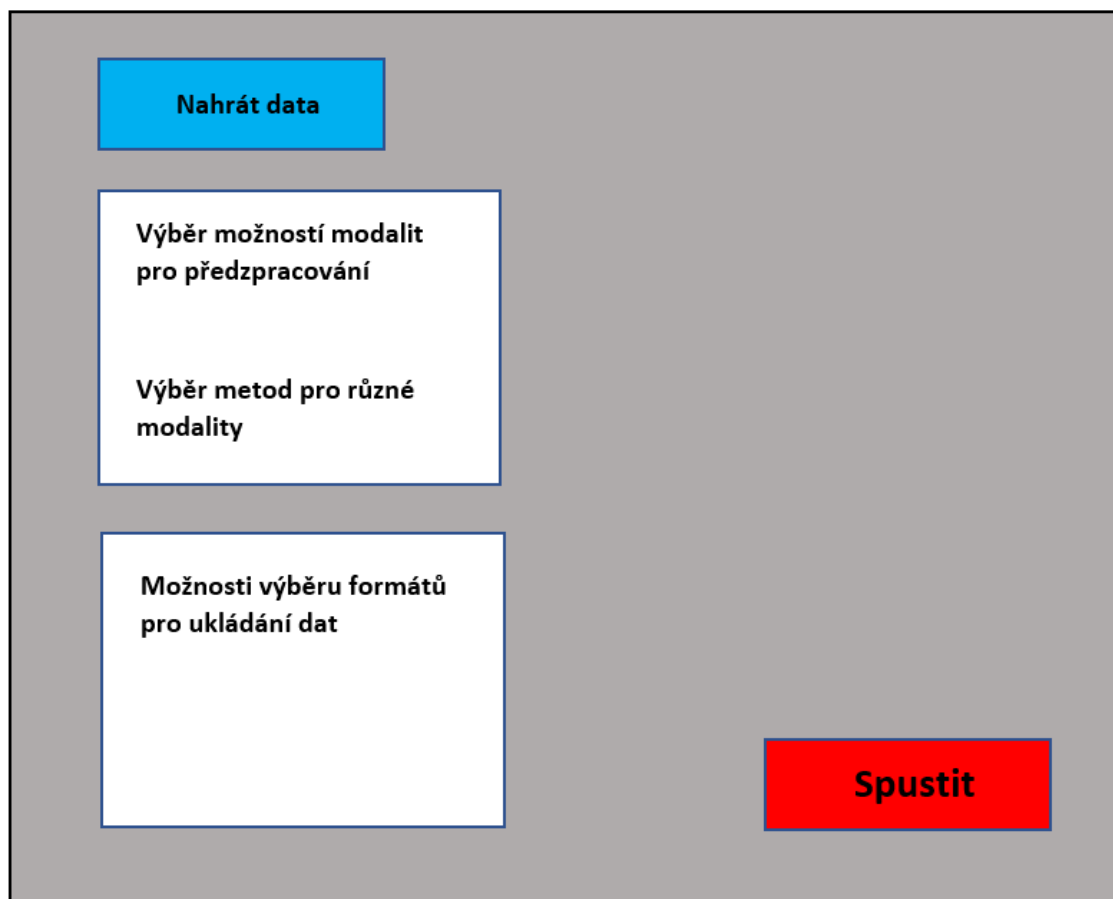 Nahrát data
Výběr možností modalit
pro předzpracování
Výběr metod pro různé
modality
Možnosti výběru formátů
pro ukládání dat
Spustit